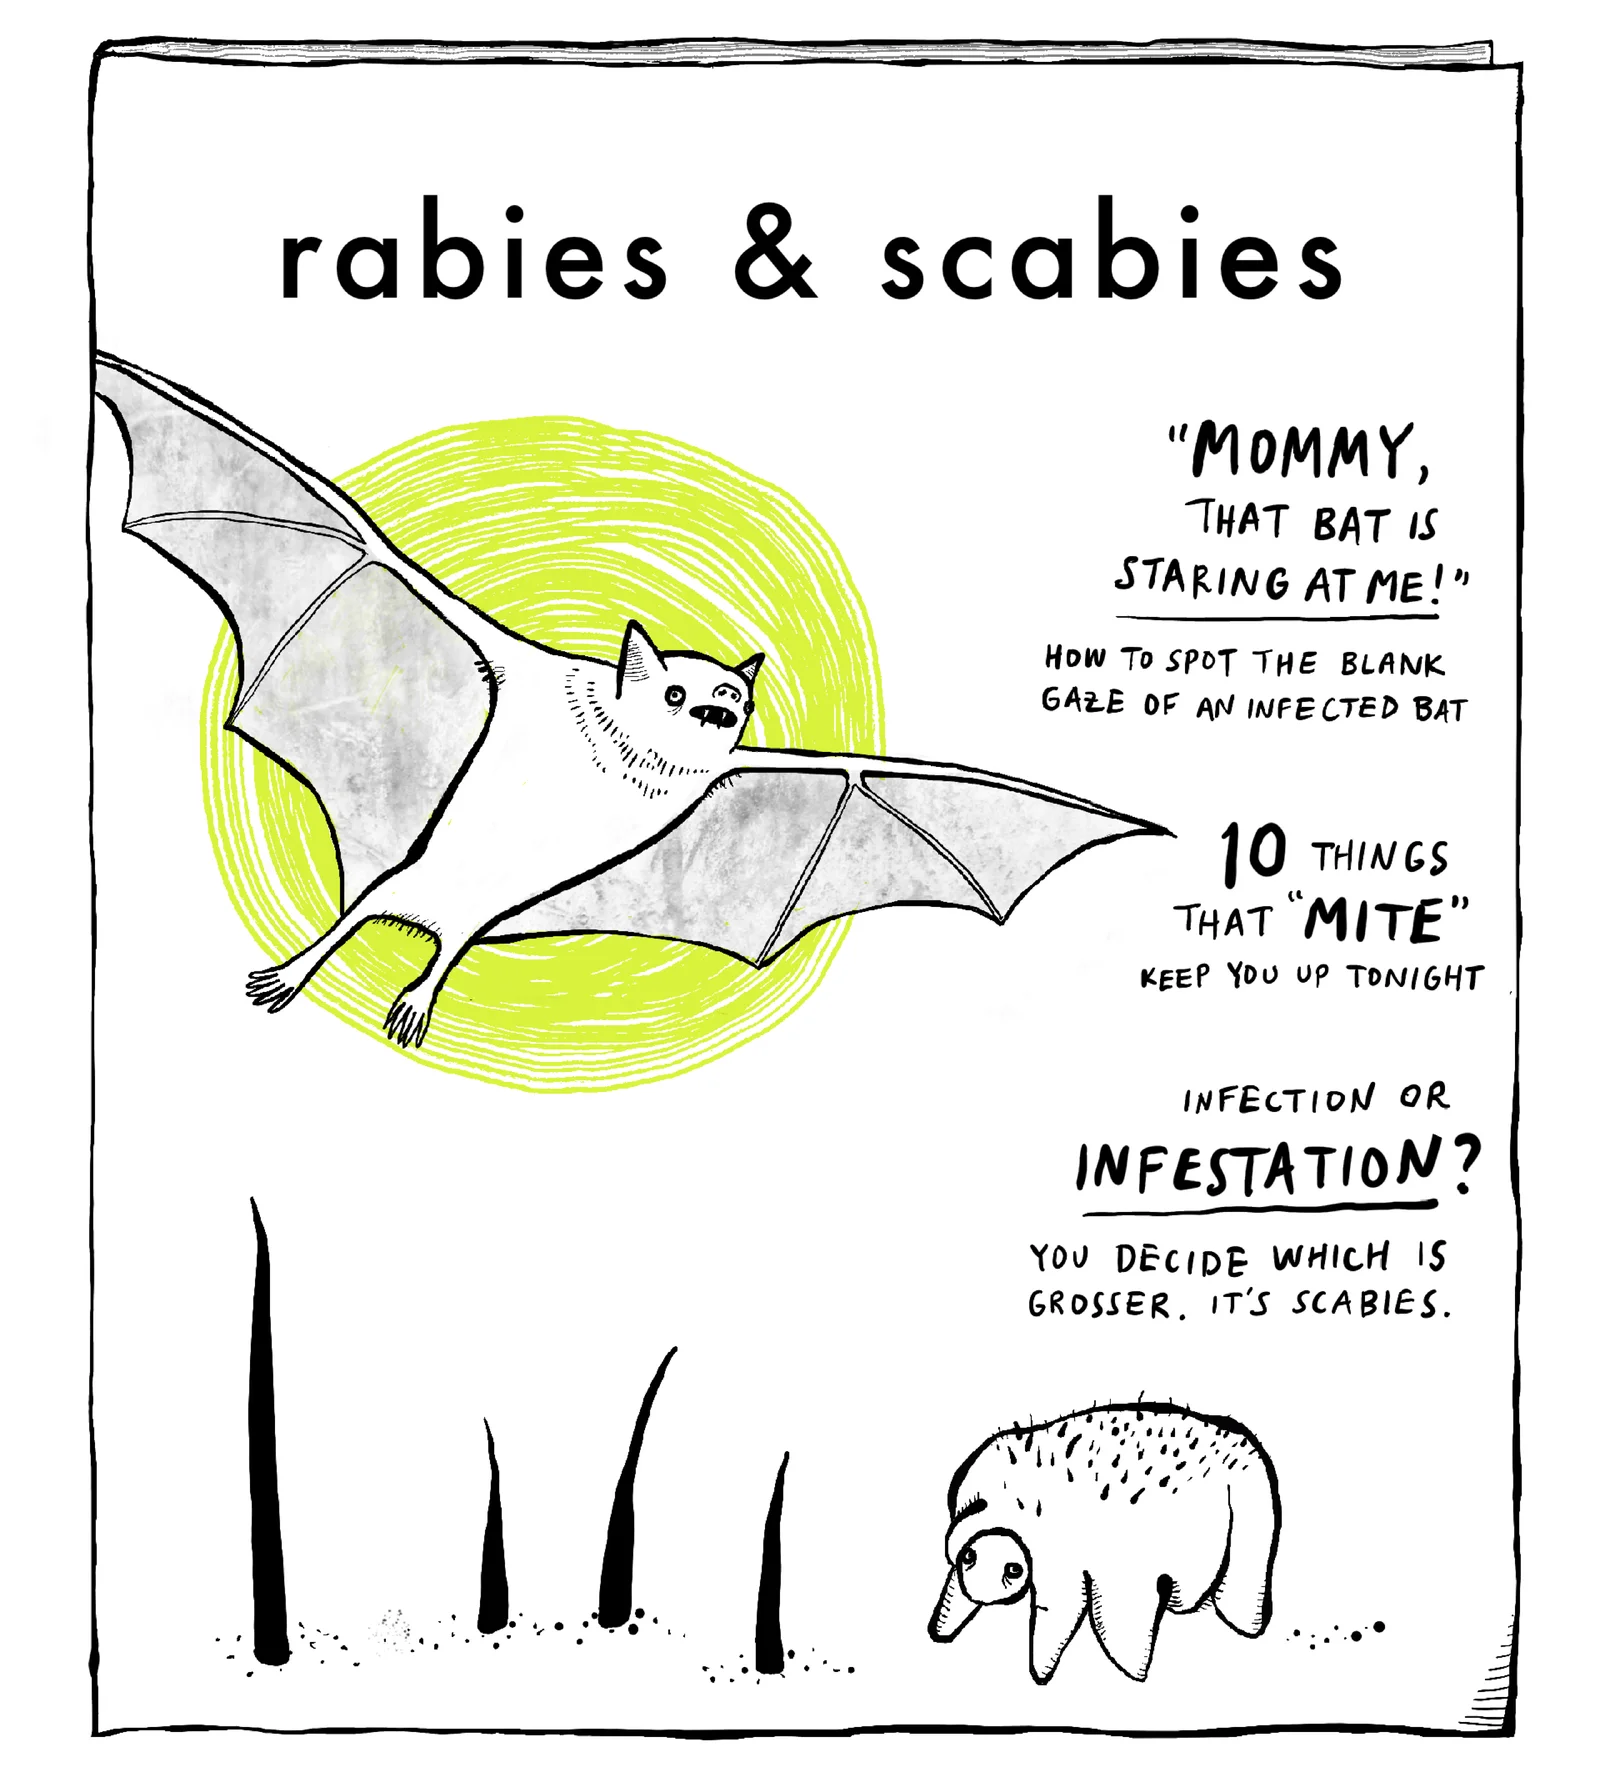 rabies & scabies
"MOMMY,
THAT BAT IS
STARING AT ME!"
HOW TO SPOT THE BLANK
GAZE OF AN INFECTED BAT
10 THINGS
THAT "MITE"
KEEP YOU UP TONIGHT
INFECTION OR
INFESTATION?
YOU DECIDE WHICH IS
GROSSER. IT'S SCABIES.